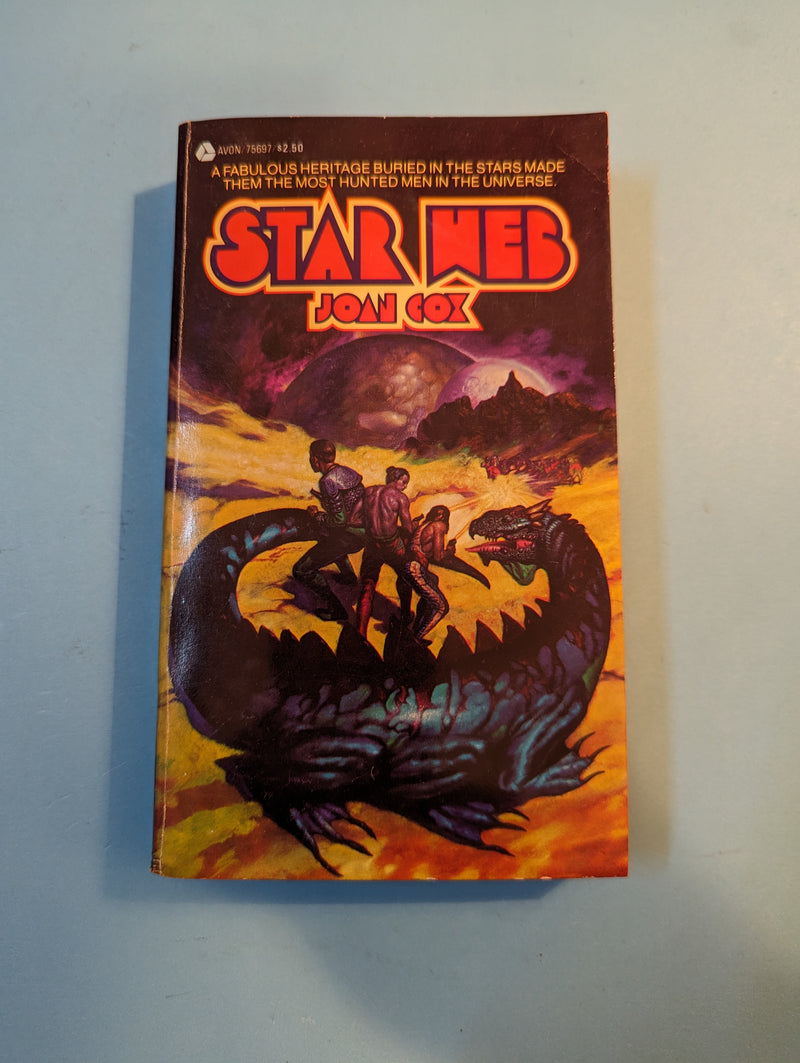 AVON/75697/$2.50
A FABULOUS HERITAGE BURIED IN THE STARS MADE
THEM THE MOST HUNTED MEN IN THE UNIVERSE.
STAR WEB
JOAN COX